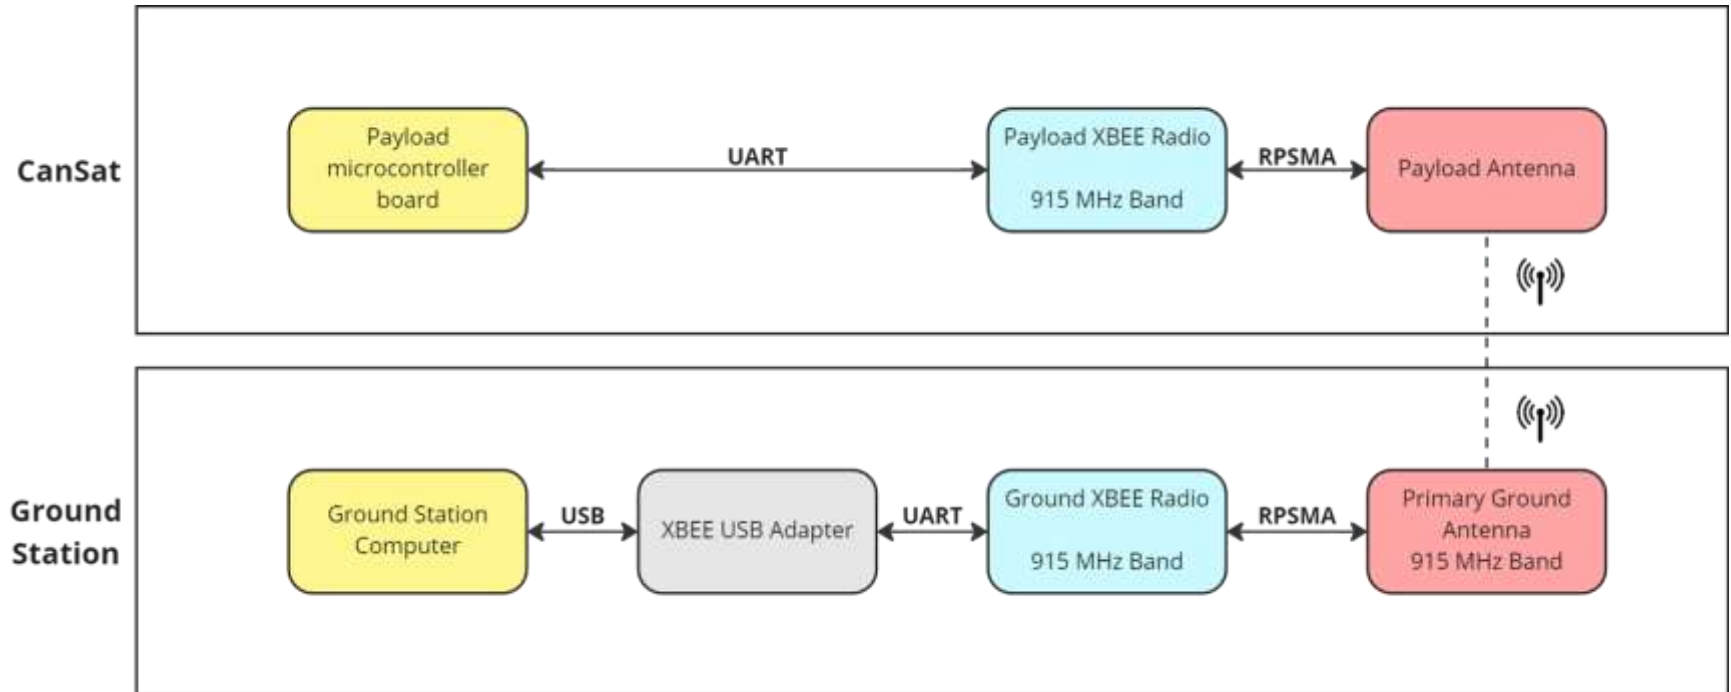 CanSat
Payload
microcontroller
board
UART
Payload XBEE Radio
915 MHz Band
RPSMA
Payload Antenna
Ground
Station
Ground Station
Computer
USB
XBEE USB Adapter
UART
Ground XBEE Radio
915 MHz Band
RPSMA
Primary Ground
Antenna
915 MHz Band